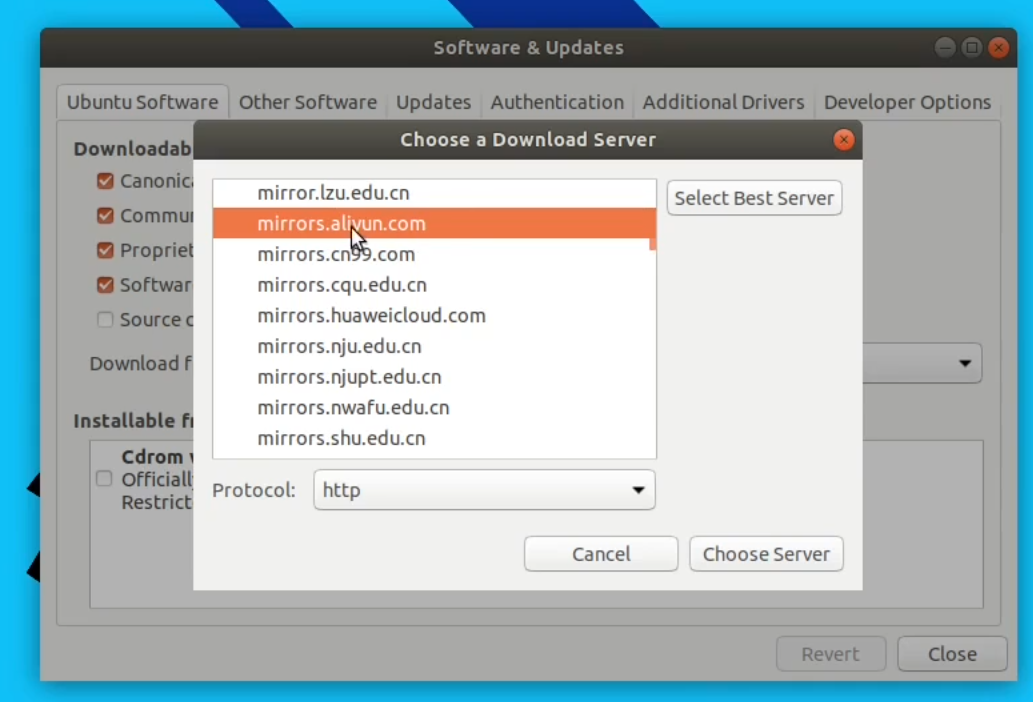 Software & Updates
Ubuntu Software Other Software Updates Authentication Additional Drivers Developer Options
Downloadab
Choose a Download Server
Canonica
Commun
Propriet
Softwar
Source c
Download f
Installable fr
Cdrom w
Officiall
Restrict
mirror.lzu.edu.cn
mirrors.aliyun.com
mirrors.cn99.com
mirrors.cqu.edu.cn
mirrors.huaweicloud.com
mirrors.nju.edu.cn
mirrors.njupt.edu.cn
mirrors.nwafu.edu.cn
mirrors.shu.edu.cn
Select Best Server
Protocol: http
Cancel Choose Server
Revert Close